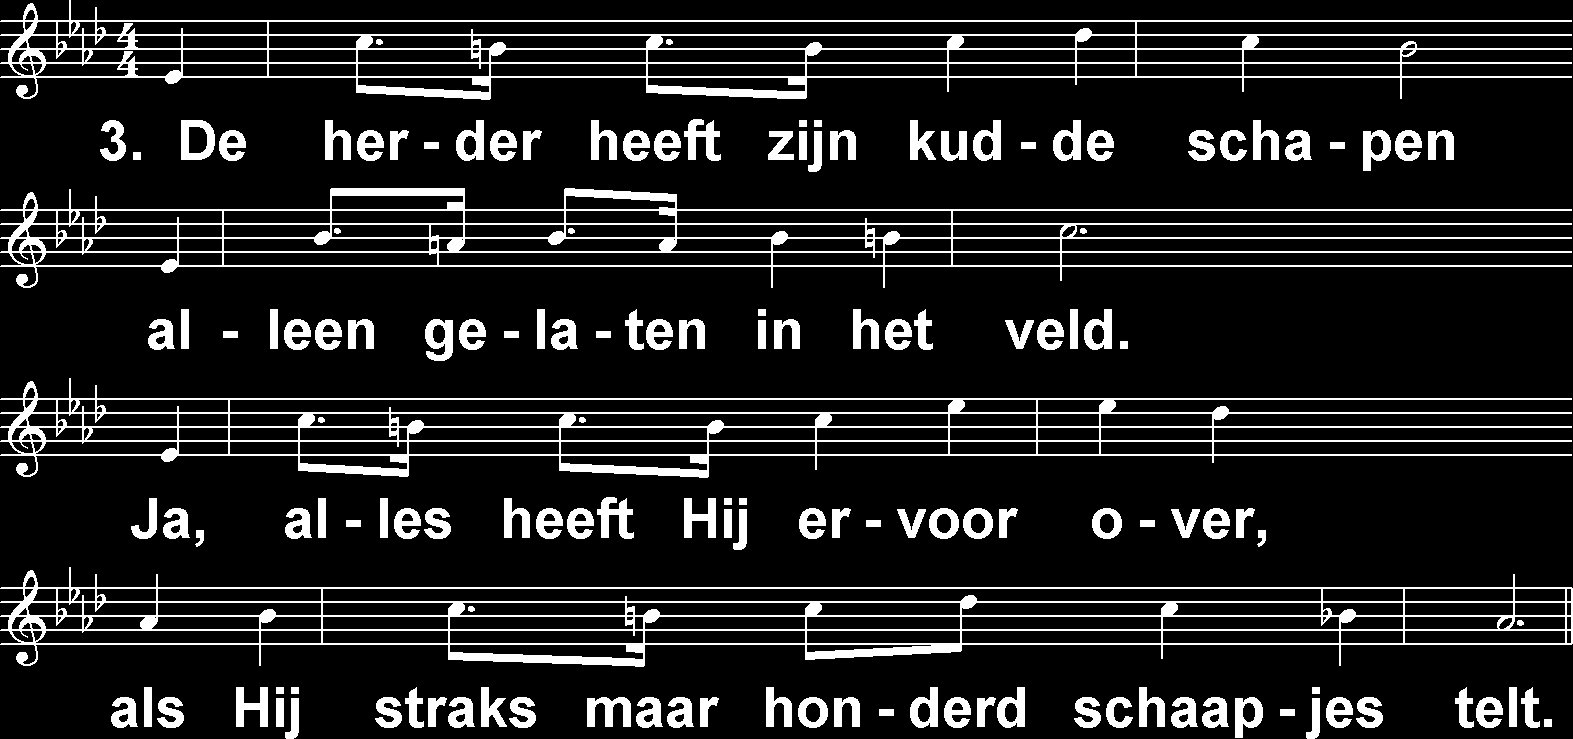 3. De her - der heeft zijn kud - de scha - pen
al - leen ge - la - ten in het veld.
Ja, al - les heeft Hij er - voor o - ver,
als Hij straks maar hon - derd schaap - jes telt.